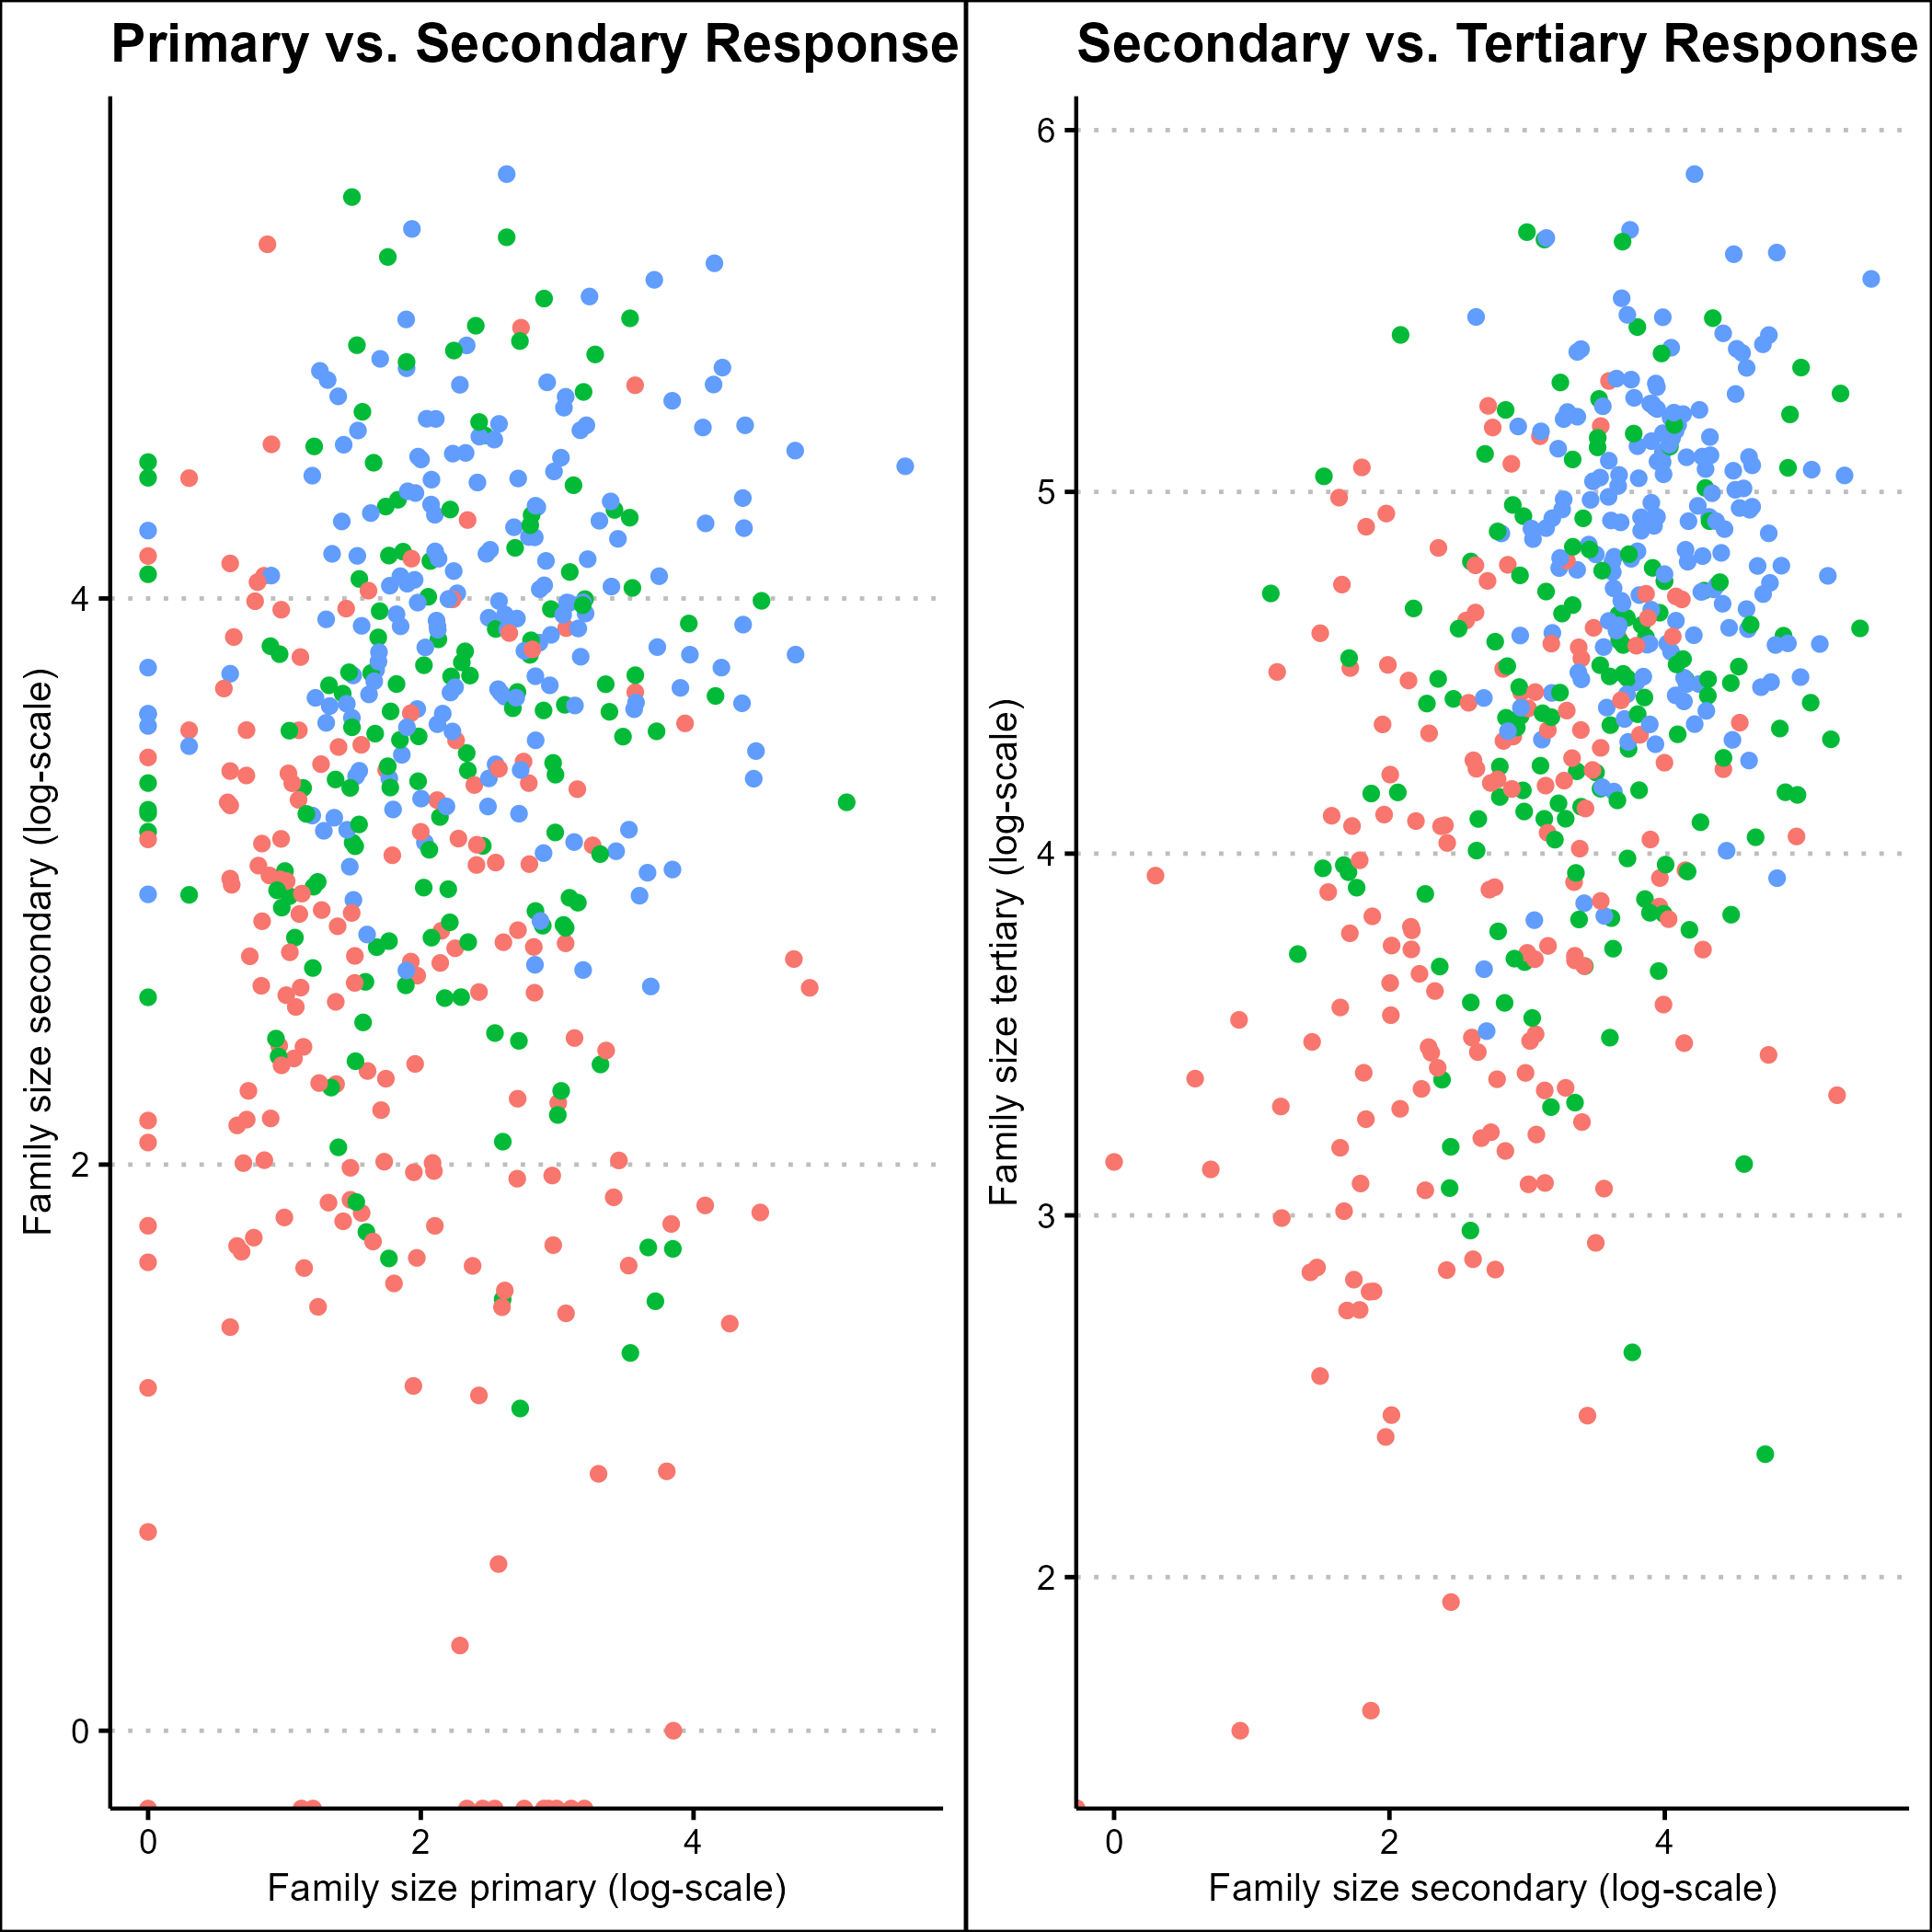 Primary vs. Secondary Response
Family size secondary (log-scale)
4
2
0
0 2 4
Family size primary (log-scale)
Secondary vs. Tertiary Response
Family size tertiary (log-scale)
6
5
4
3
2
0 2 4
Family size secondary (log-scale)